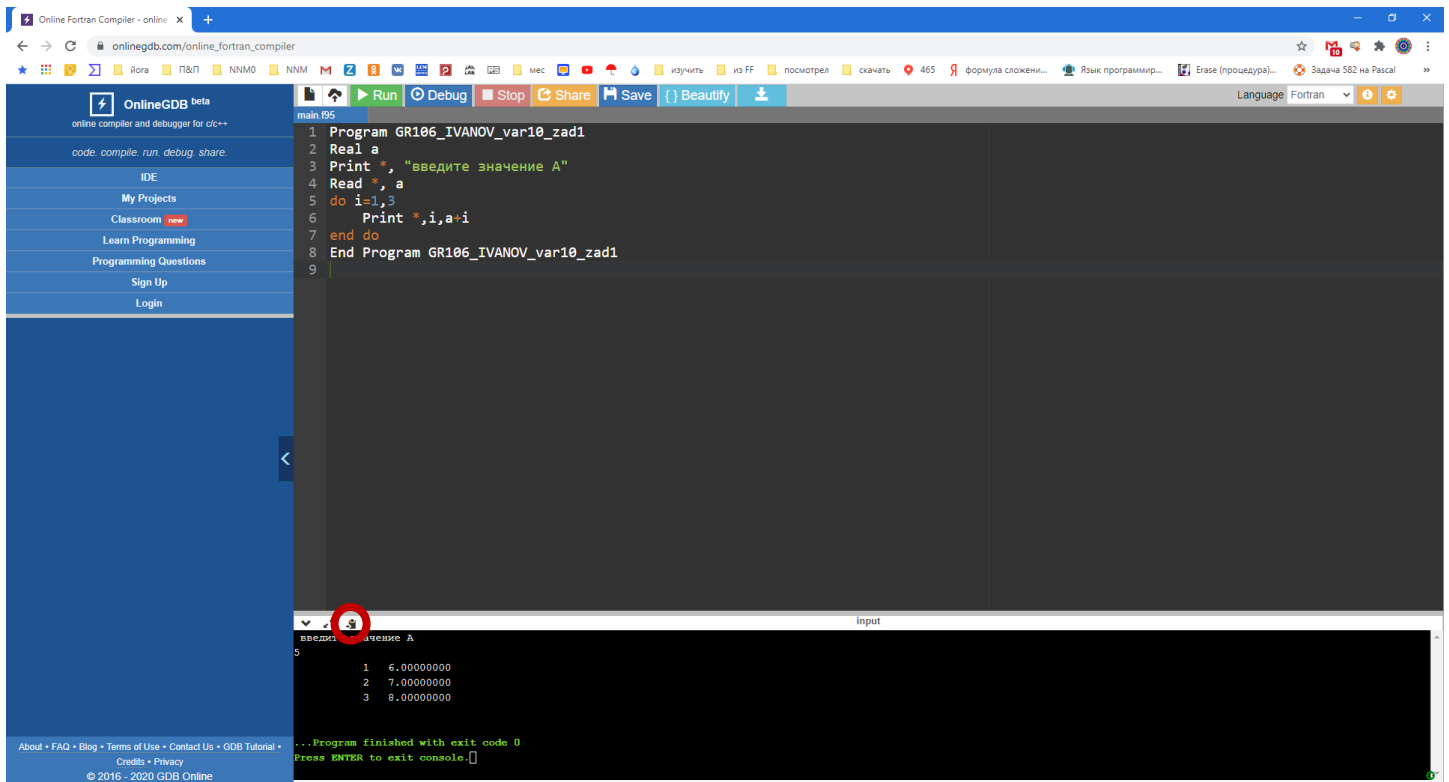 Online Fortran Compiler - online
onlinegdb.com/online_fortran_compiler
10
йога П&П NNM0 NNM мес изучить из FF посмотрел скачать 465 формула сложени... Язык программир... Erase (процедура)... Задача 582 на Pascal »
OnlineGDB beta
online compiler and debugger for c/c++
code. compile. run. debug. share.
IDE
My Projects
Classroom new
Learn Programming
Programming Questions
Sign Up
Login
Run Debug Stop Share Save { } Beautify
Language Fortran
main.f95
1 Program GR106_IVANOV_var10_zad1
2 Real a
3 Print *, "введите значение A"
4 Read *, a
5 do i=1,3
6 Print *,i,a+i
7 end do
8 End Program GR106_IVANOV_var10_zad1
9
input
введите значение A
5
1 6.00000000
2 7.00000000
3 8.00000000
...Program finished with exit code 0
Press ENTER to exit console.
About • FAQ • Blog • Terms of Use • Contact Us • GDB Tutorial •
Credits • Privacy
© 2016 - 2020 GDB Online